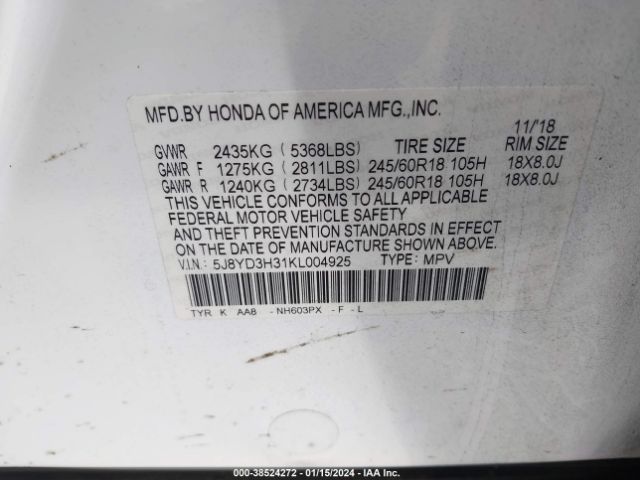 MFD.BY HONDA OF AMERICA MFG.,INC.
11/'18
GVWR 2435KG ( 5368LBS) TIRE SIZE RIM SIZE
GAWR F 1275KG ( 2811LBS) 245/60R18 105H 18X8.0J
GAWR R 1240KG ( 2734LBS) 245/60R18 105H 18X8.0J
THIS VEHICLE CONFORMS TO ALL APPLICABLE
FEDERAL MOTOR VEHICLE SAFETY
AND THEFT PREVENTION STANDARDS IN EFFECT
ON THE DATE OF MANUFACTURE SHOWN ABOVE.
V.I.N.: 5J8YD3H31KL004925 TYPE: MPV
TYR K AA8 -NH603PX -F -L
000 - 38524272 - 01/15/2024 - IAA Inc.